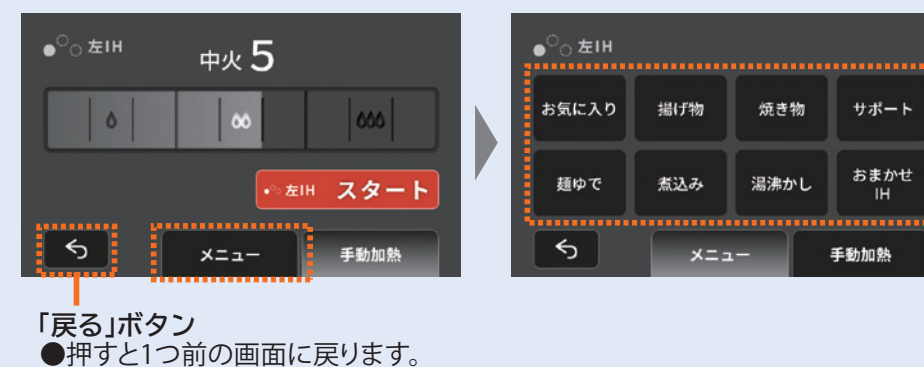 左IH
中火 5
左IH スタート
メニュー
手動加熱
「戻る」ボタン
●押すと1つ前の画面に戻ります。
左IH
お気に入り 揚げ物 焼き物 サポート
麺ゆで 煮込み 湯沸かし おまかせ
IH
メニュー
手動加熱